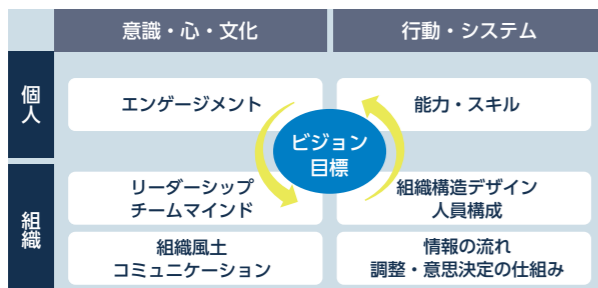 意識・心・文化
行動・システム
個人
エンゲージメント
能力・スキル
ビジョン
目標
組織
リーダーシップ
チームマインド
組織構造デザイン
人員構成
組織風土
コミュニケーション
情報の流れ
調整・意思決定の仕組み